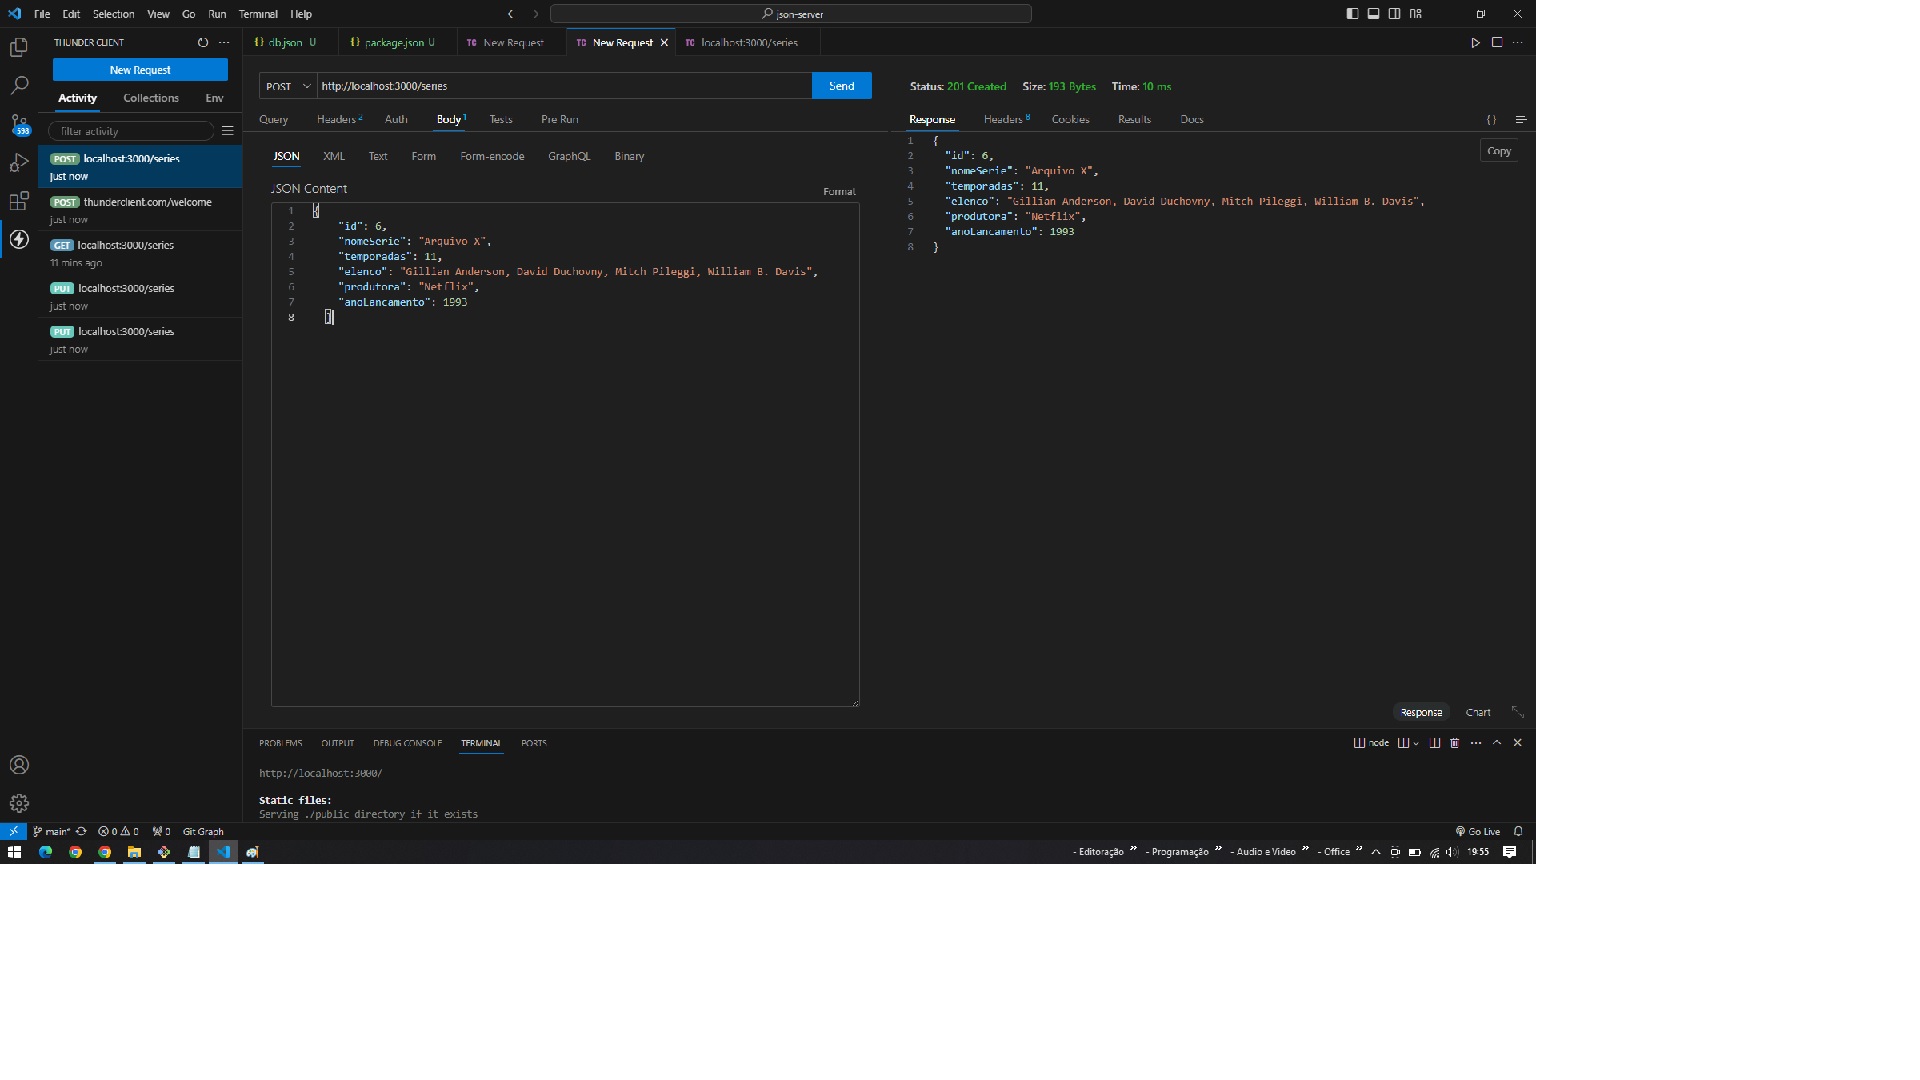 File Edit Selection View Go Run Terminal Help
json-server
THUNDER CLIENT
New Request
Activity Collections Env
filter activity
POST localhost:3000/series
just now
POST thunderclient.com/welcome
just now
GET localhost:3000/series
11 mins ago
PUT localhost:3000/series
just now
PUT localhost:3000/series
just now
598
{} db.json U {} package.json U TC New Request TC New Request TC localhost:3000/series
POST http://localhost:3000/series Send
Query Headers 2 Auth Body 1 Tests Pre Run
JSON XML Text Form Form-encode GraphQL Binary
JSON Content
Format
1 {
2 "id": 6,
3 "nomeSerie": "Arquivo X",
4 "temporadas": 11,
5 "elenco": "Gillian Anderson, David Duchovny, Mitch Pileggi, William B. Davis",
6 "produtora": "Netflix",
7 "anoLancamento": 1993
8 }
Status: 201 Created Size: 193 Bytes Time: 10 ms
Response Headers 8 Cookies Results Docs {}
Copy
1 {
2 "id": 6,
3 "nomeSerie": "Arquivo X",
4 "temporadas": 11,
5 "elenco": "Gillian Anderson, David Duchovny, Mitch Pileggi, William B. Davis",
6 "produtora": "Netflix",
7 "anoLancamento": 1993
8 }
Response Chart
PROBLEMS OUTPUT DEBUG CONSOLE TERMINAL PORTS
node
http://localhost:3000/
Static files:
Serving ./public directory if it exists
main* 0 0 0 Git Graph
Go Live
- Editoração - Programação - Audio e Video - Office 19:55